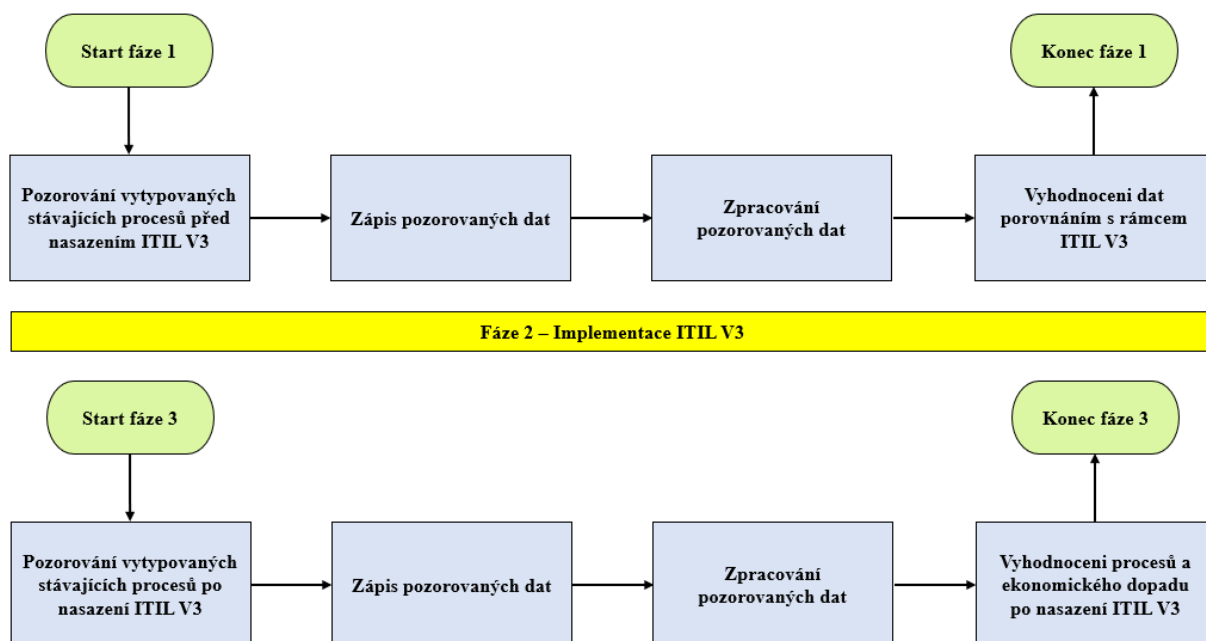 Start fáze 1
Konec fáze 1
Pozorování vytypovaných
stávajících procesů před
nasazením ITIL V3
Zápis pozorovaných dat
Zpracování
pozorovaných dat
Vyhodnoceni dat
porovnáním s rámcem
ITIL V3
Fáze 2 – Implementace ITIL V3
Start fáze 3
Konec fáze 3
Pozorování vytypovaných
stávajících procesů po
nasazení ITIL V3
Zápis pozorovaných dat
Zpracování
pozorovaných dat
Vyhodnoceni procesů a
ekonomického dopadu
po nasazení ITIL V3